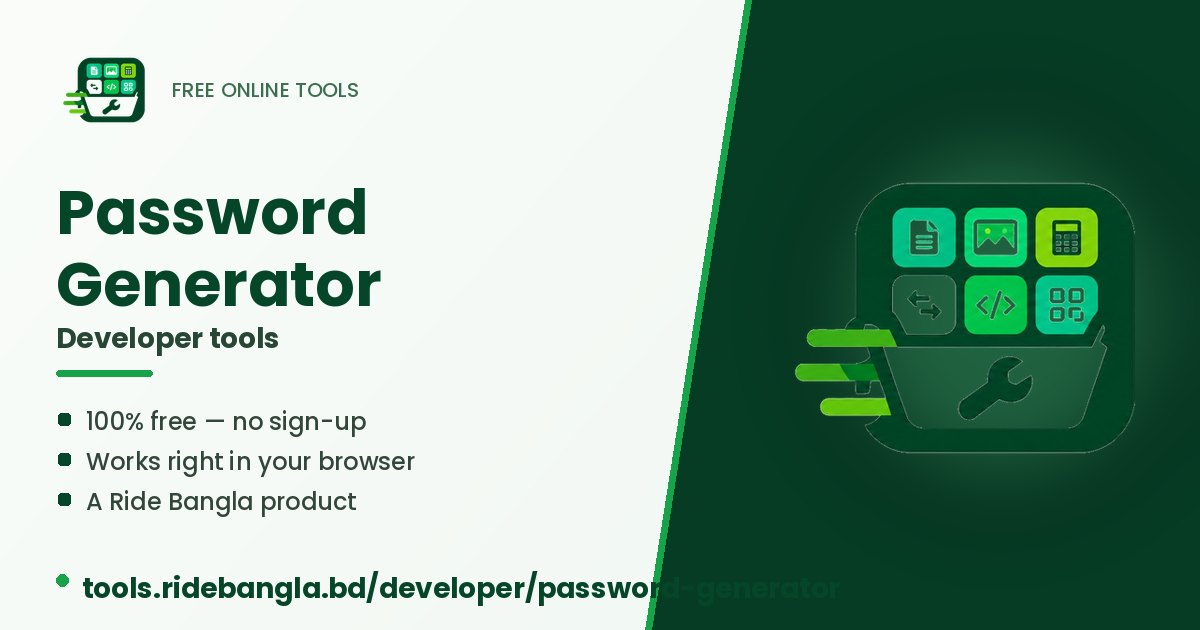 FREE ONLINE TOOLS
Password
Generator
Developer tools
100% free — no sign-up
Works right in your browser
A Ride Bangla product
tools.ridebangla.bd/developer/password-generator